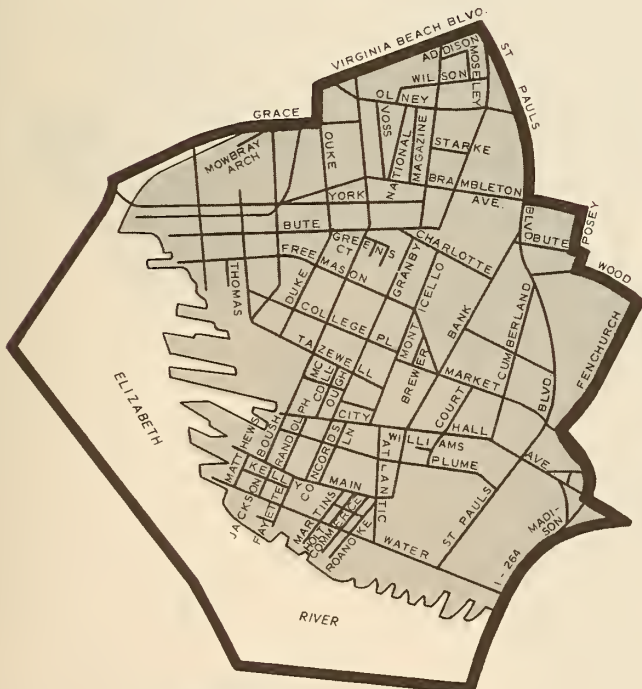 VIRGINIA BEACH BLVD.
ST PAULS
ADDISON
MOSELEY
WILSON
OLNEY
GRACE
VOSS
MOWBRAY
ARCH
DUKE
NATIONAL
MAGAZINE
STARKE
BRAMBLETON
AVE.
YORK
BLVD.
BUTE
POSEY
BUTE
GREENS
CT
CHARLOTTE
FREEMASON
GRANBY
WOOD
THOMAS
DUKE
MONTICELLO
BANK
CUMBERLAND
COLLEGE PL
FENCHURCH
TAZEWELL
BREWER
MARKET
ELIZABETH
MC CULLOUGH
COURT
BLVD
RANDOLPH
CITY HALL AVE
BOUSH
MATTHEWS
CONCORDS
LN
WILLIAMS
ATLANTIC
PLUME
KELLY
MAIN
JACKSON
FAYETTE
MARTINS
HOLT
COMMERCE
ROANOKE
WATER
ST PAULS
MADI-
SON
I - 264
RIVER